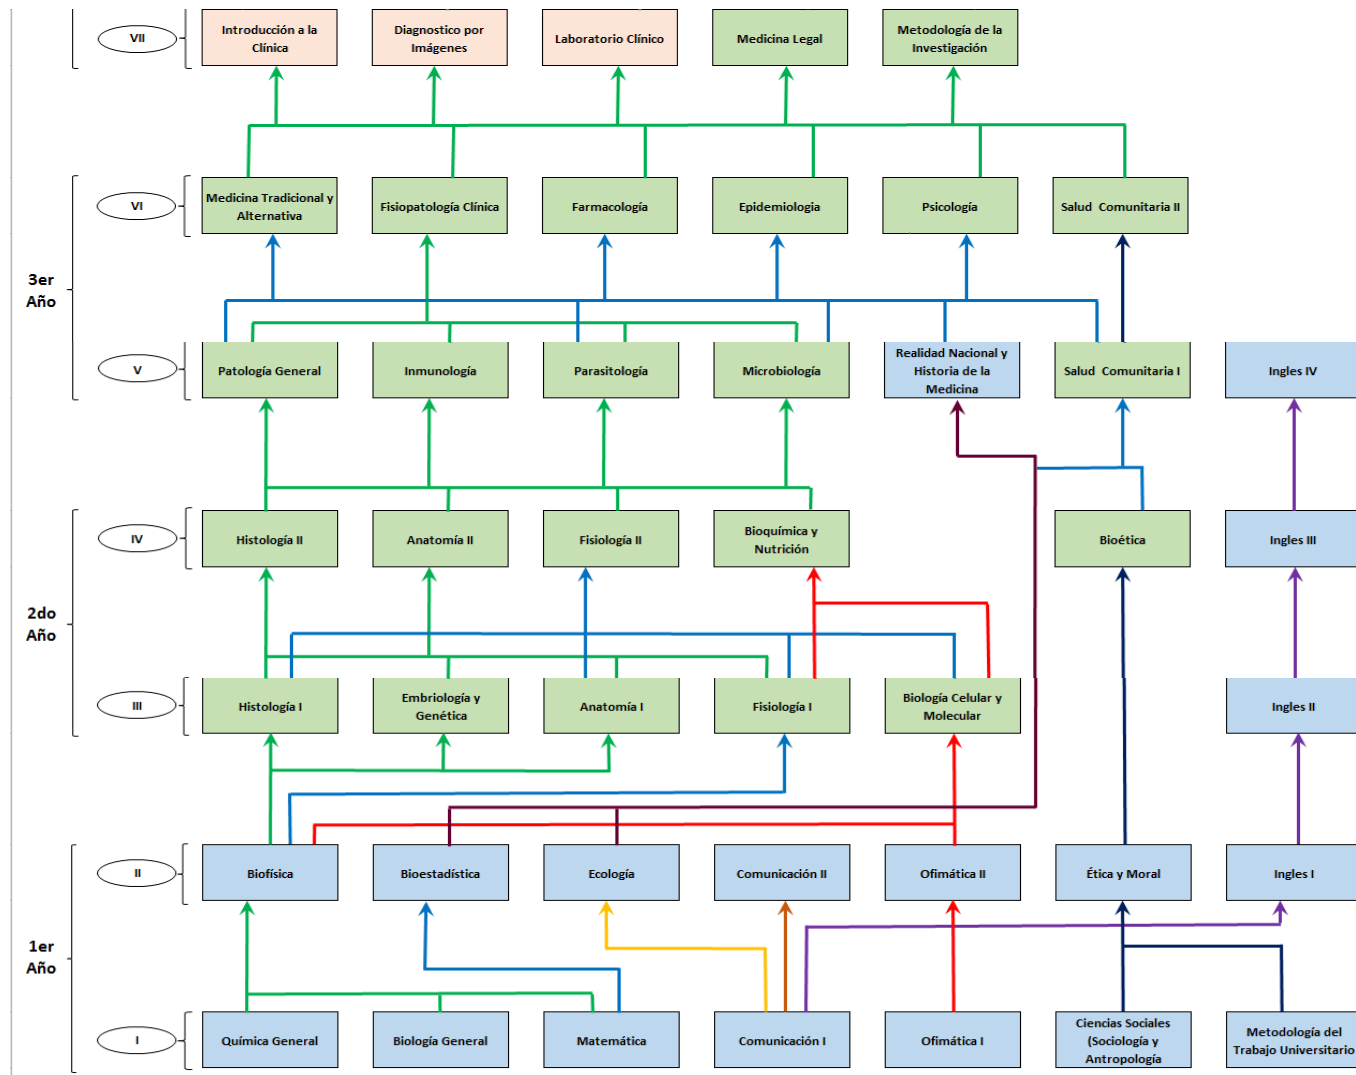 VII
Introducción a la
Clínica
Diagnostico por
Imágenes
Laboratorio Clínico
Medicina Legal
Metodología de la
Investigación
VI
Medicina Tradicional y
Alternativa
Fisiopatología Clínica
Farmacología
Epidemiologia
Psicología
Salud Comunitaria II
3er
Año
V
Patología General
Inmunología
Parasitología
Microbiología
Realidad Nacional y
Historia de la
Medicina
Salud Comunitaria I
Ingles IV
IV
Histología II
Anatomía II
Fisiología II
Bioquímica y
Nutrición
Bioética
Ingles III
2do
Año
III
Histología I
Embriología y
Genética
Anatomía I
Fisiología I
Biología Celular y
Molecular
Ingles II
II
Biofísica
Bioestadística
Ecología
Comunicación II
Ofimática II
Ética y Moral
Ingles I
1er
Año
I
Química General
Biología General
Matemática
Comunicación I
Ofimática I
Ciencias Sociales
(Sociología y
Antropología
Metodología del
Trabajo Universitario